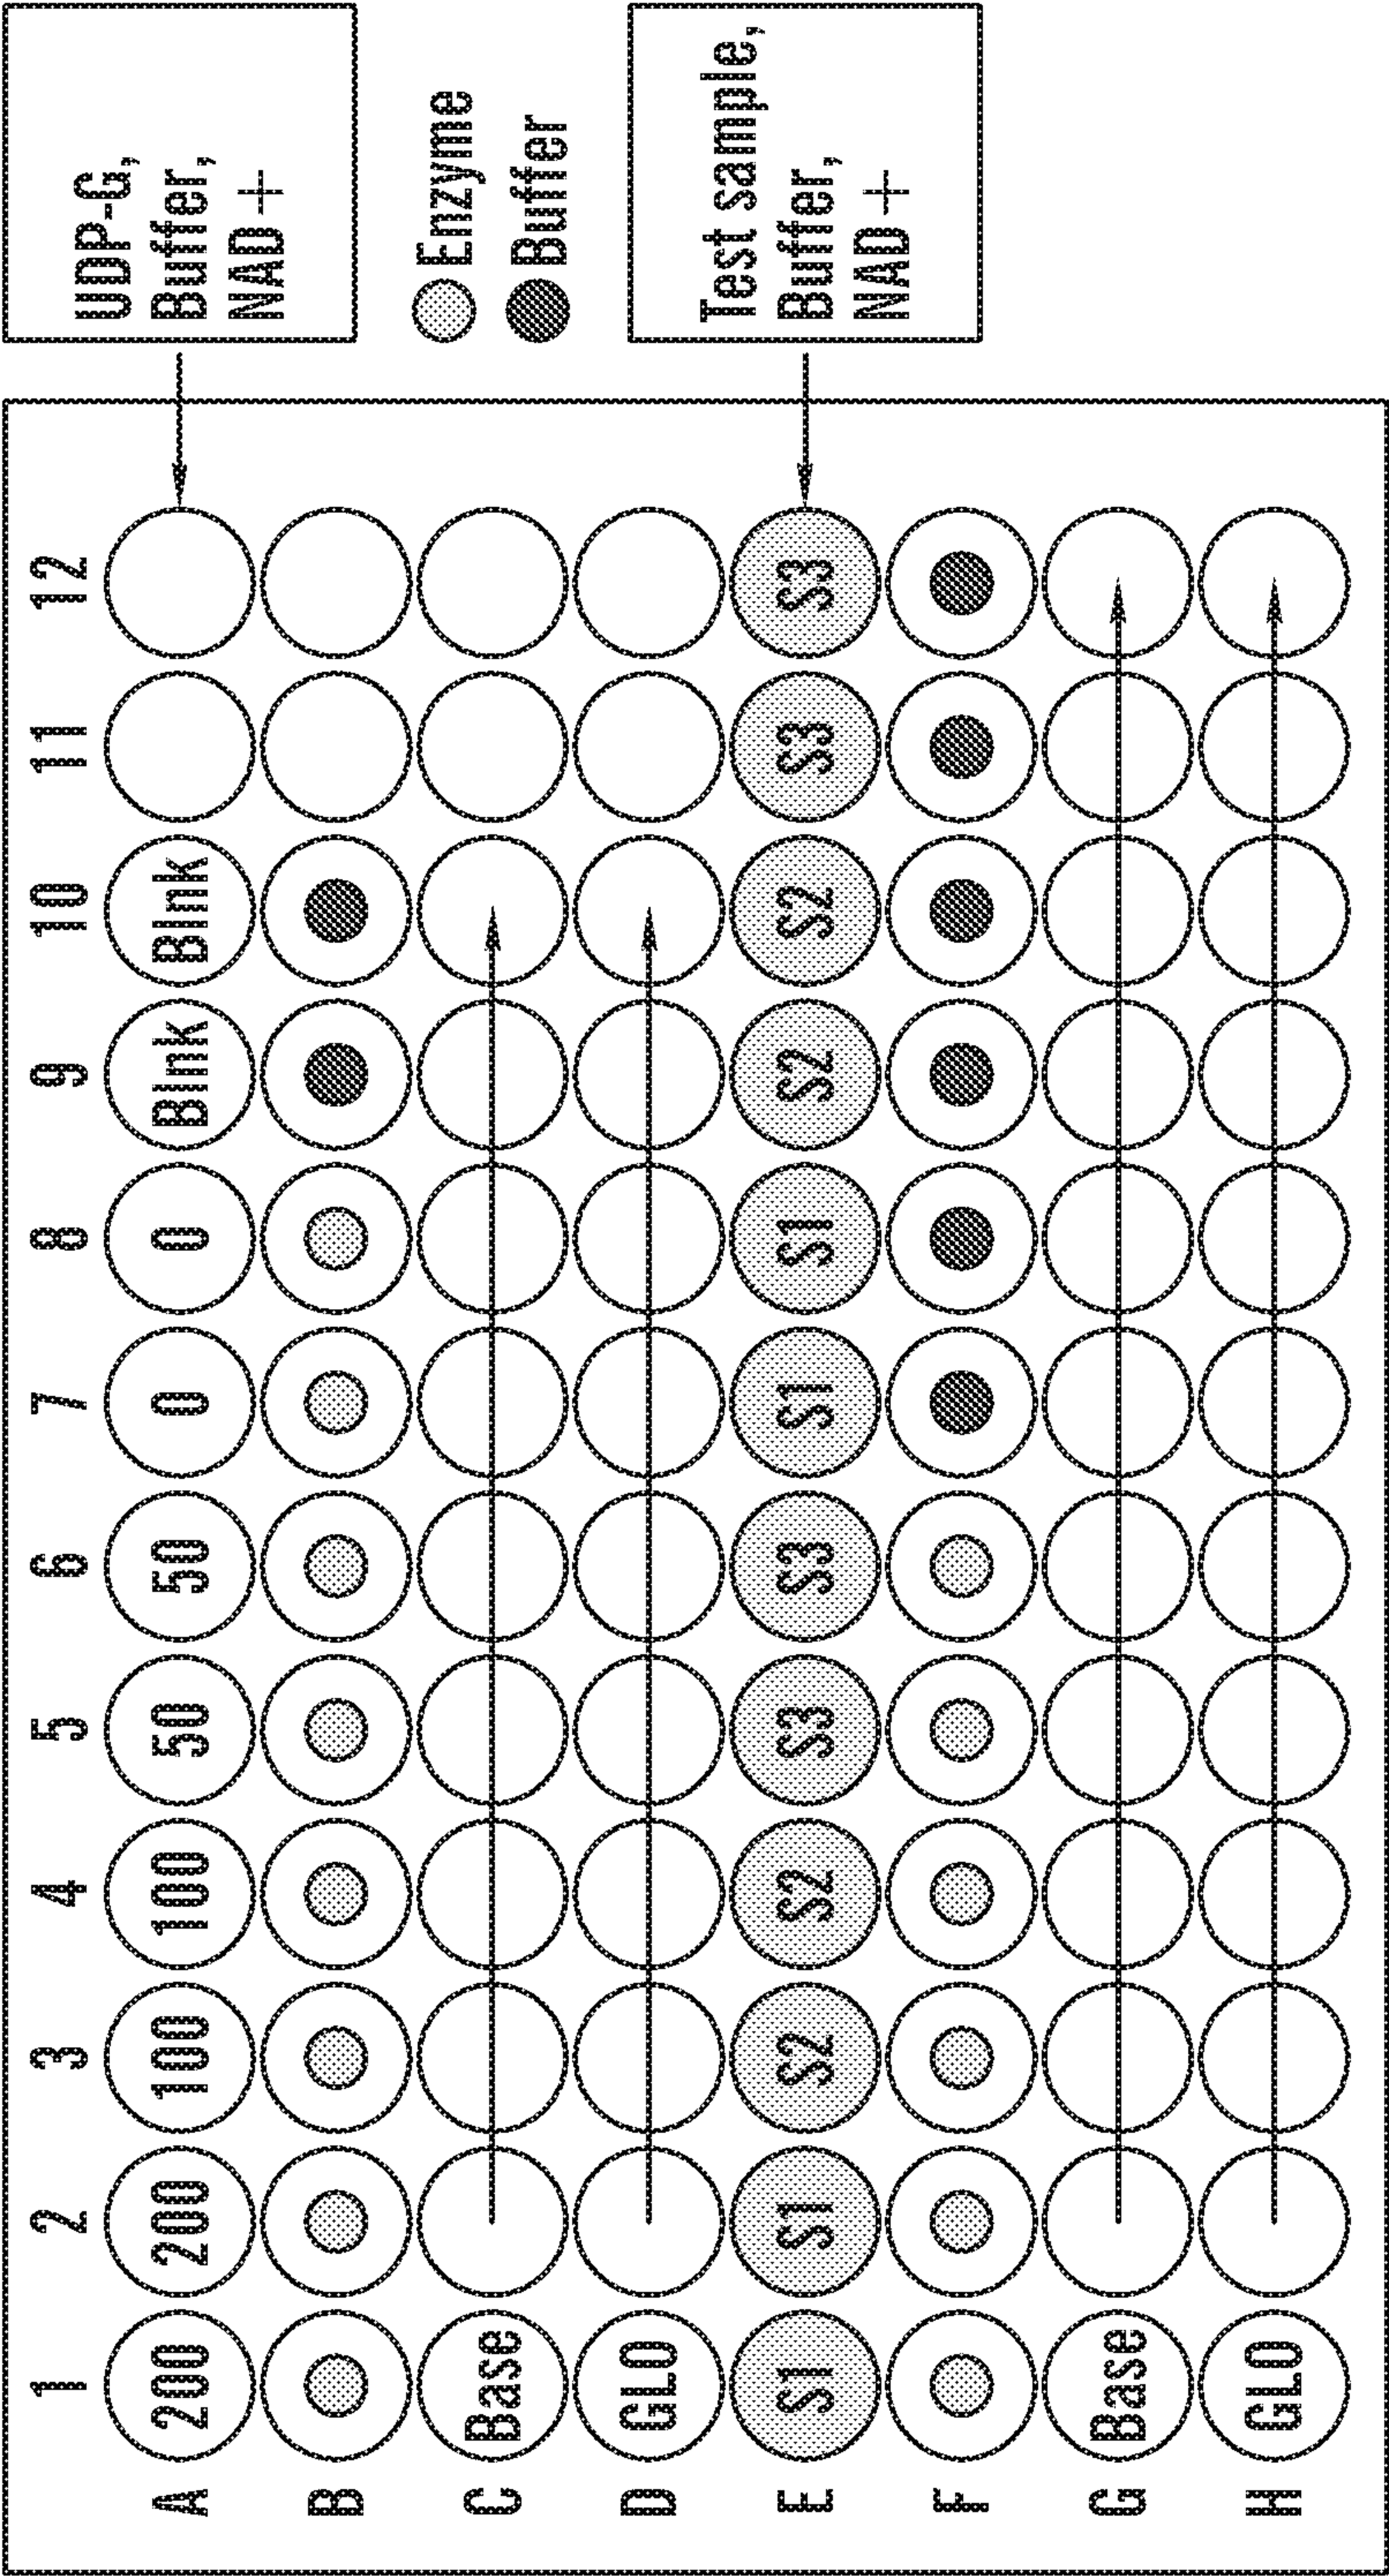 1 2 3 4 5 6 7 8 9 10 11 12
A 200 200 100 100 50 50 0 0 Blnk Blnk
B
C Base
D GLO
E S1 S1 S2 S2 S3 S3 S1 S1 S2 S2 S3 S3
F
G Base
H GLO
UDP-G,
Buffer,
NAD+
Enzyme
Buffer
Test sample,
Buffer,
NAD+